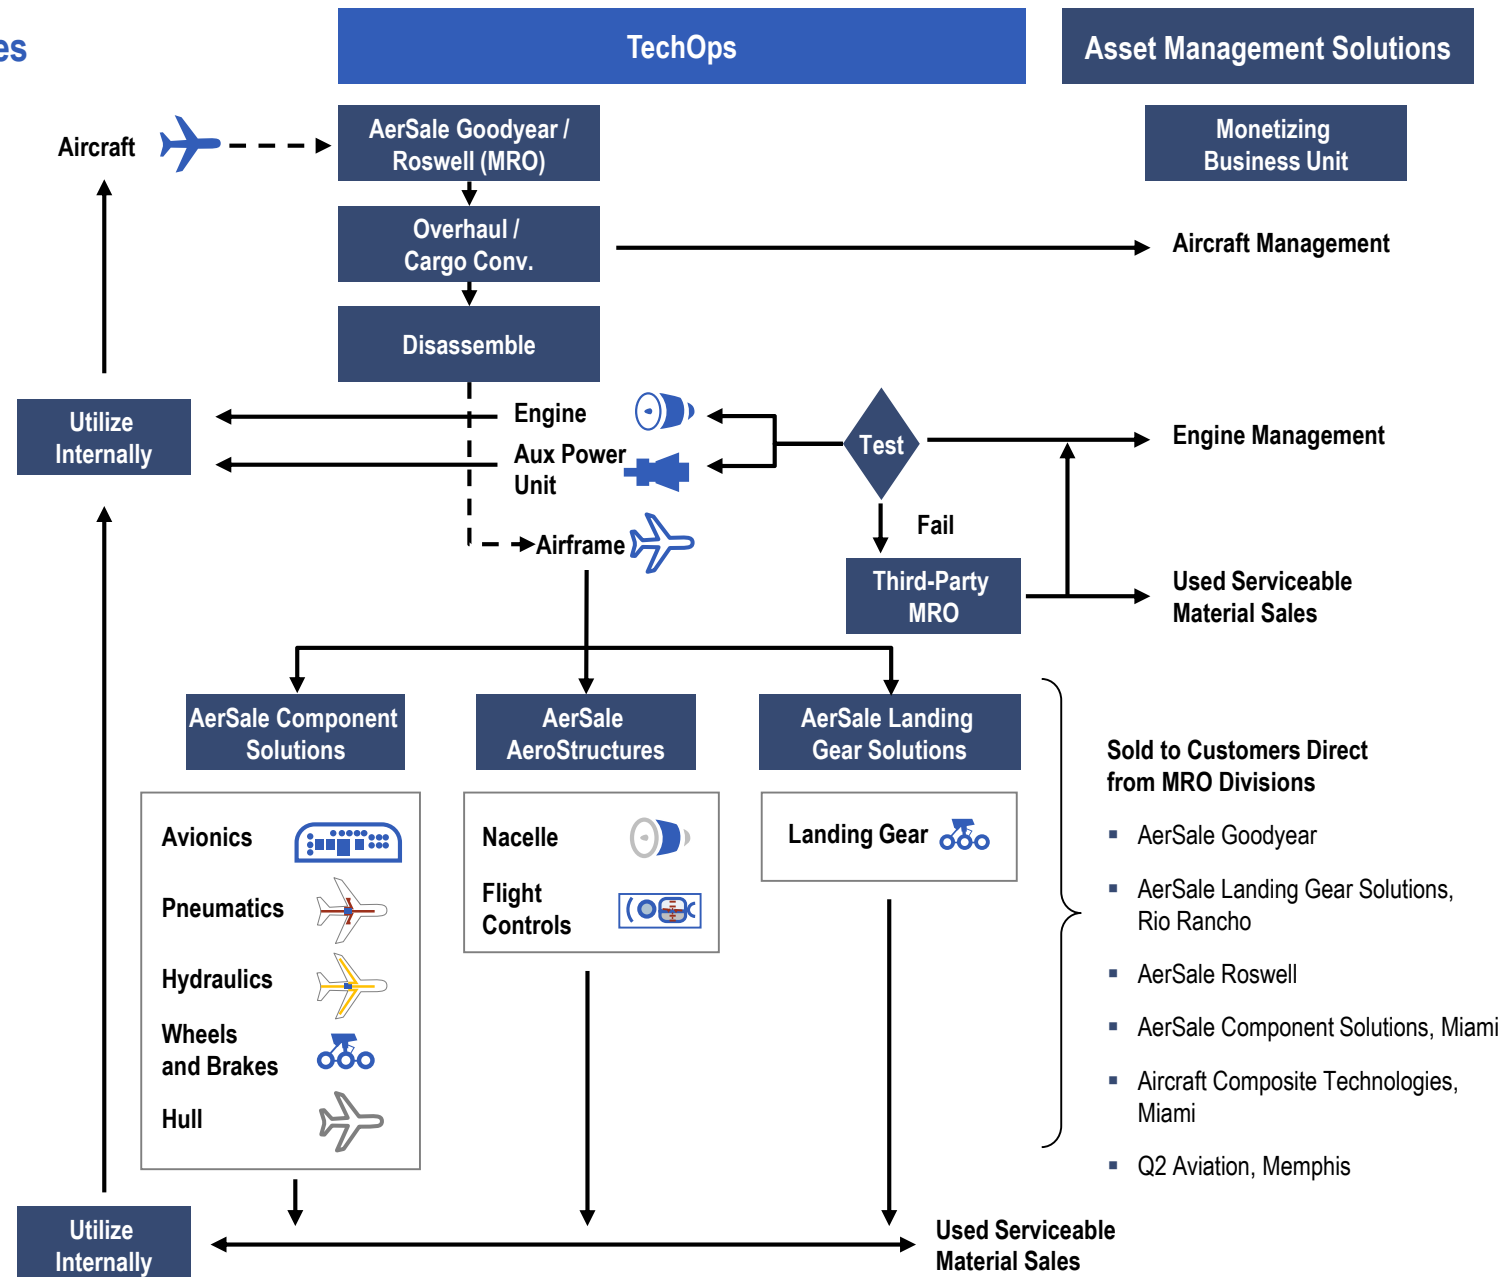 es
TechOps
Asset Management Solutions
Aircraft
AerSale Goodyear /
Roswell (MRO)
Monetizing
Business Unit
Overhaul /
Cargo Conv.
Aircraft Management
Disassemble
Utilize
Internally
Engine
Aux Power
Unit
Test
Engine Management
Airframe
Fail
Third-Party
MRO
Used Serviceable
Material Sales
AerSale Component
Solutions
AerSale
AeroStructures
AerSale Landing
Gear Solutions
Avionics
Pneumatics
Hydraulics
Wheels
and Brakes
Hull
Nacelle
Flight
Controls
Landing Gear
Sold to Customers Direct
from MRO Divisions
▪ AerSale Goodyear
▪ AerSale Landing Gear Solutions,
Rio Rancho
▪ AerSale Roswell
▪ AerSale Component Solutions, Miami
▪ Aircraft Composite Technologies,
Miami
▪ Q2 Aviation, Memphis
Utilize
Internally
Used Serviceable
Material Sales